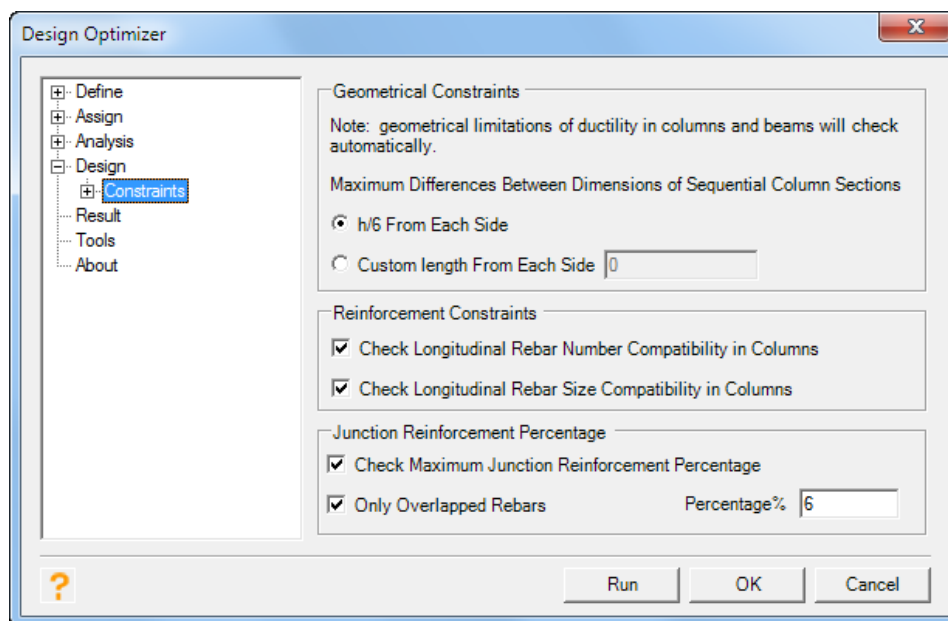 Design Optimizer
Define
Assign
Analysis
Design
Constraints
Result
Tools
About
Geometrical Constraints
Note: geometrical limitations of ductility in columns and beams will check
automatically.
Maximum Differences Between Dimensions of Sequential Column Sections
h/6 From Each Side
Custom length From Each Side 0
Reinforcement Constraints
Check Longitudinal Rebar Number Compatibility in Columns
Check Longitudinal Rebar Size Compatibility in Columns
Junction Reinforcement Percentage
Check Maximum Junction Reinforcement Percentage
Only Overlapped Rebars Percentage% 6
? Run OK Cancel